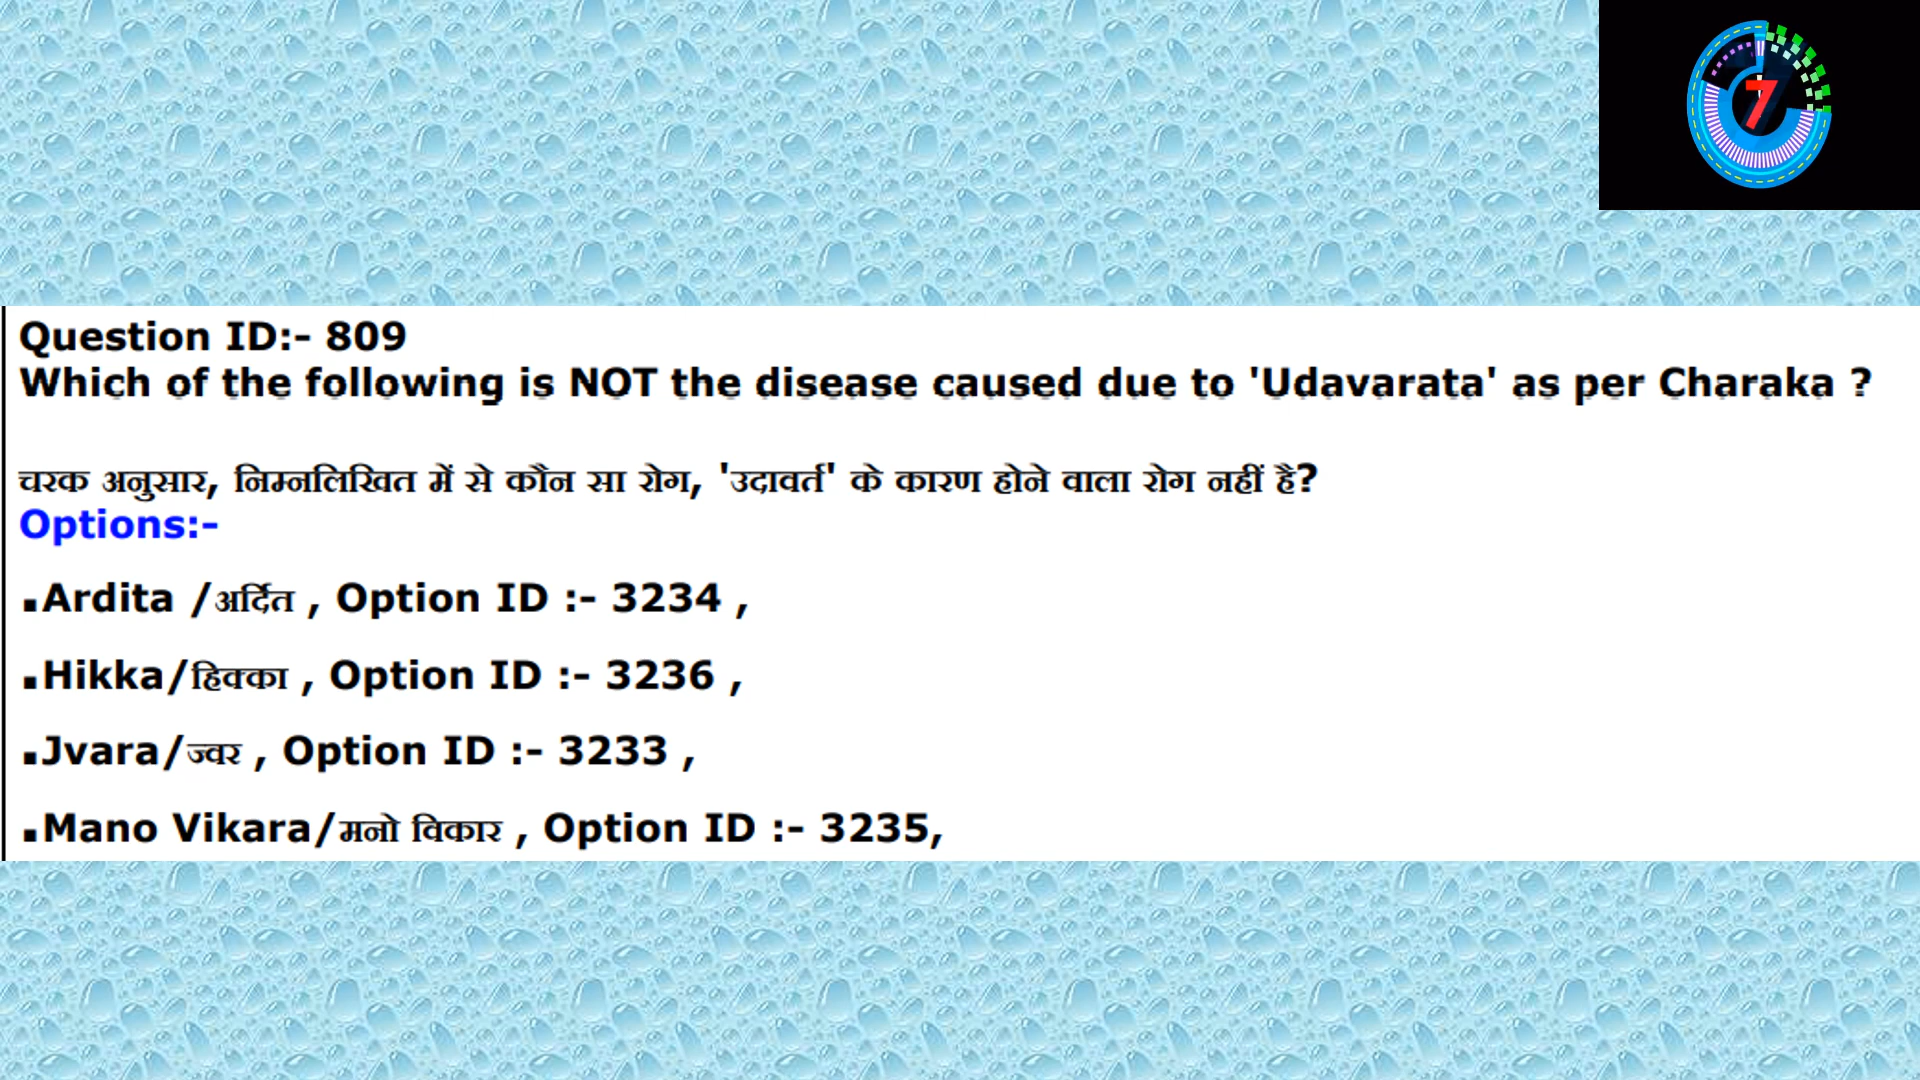 7
Question ID:- 809
Which of the following is NOT the disease caused due to 'Udavarata' as per Charaka ?
चरक अनुसार, निम्नलिखित में से कौन सा रोग, 'उदावर्त' के कारण होने वाला रोग नहीं है?
Options:-
▪Ardita /अर्दित , Option ID :- 3234 ,
▪Hikka/हिक्का , Option ID :- 3236 ,
▪Jvara/ज्वर , Option ID :- 3233 ,
▪Mano Vikara/मनो विकार , Option ID :- 3235,